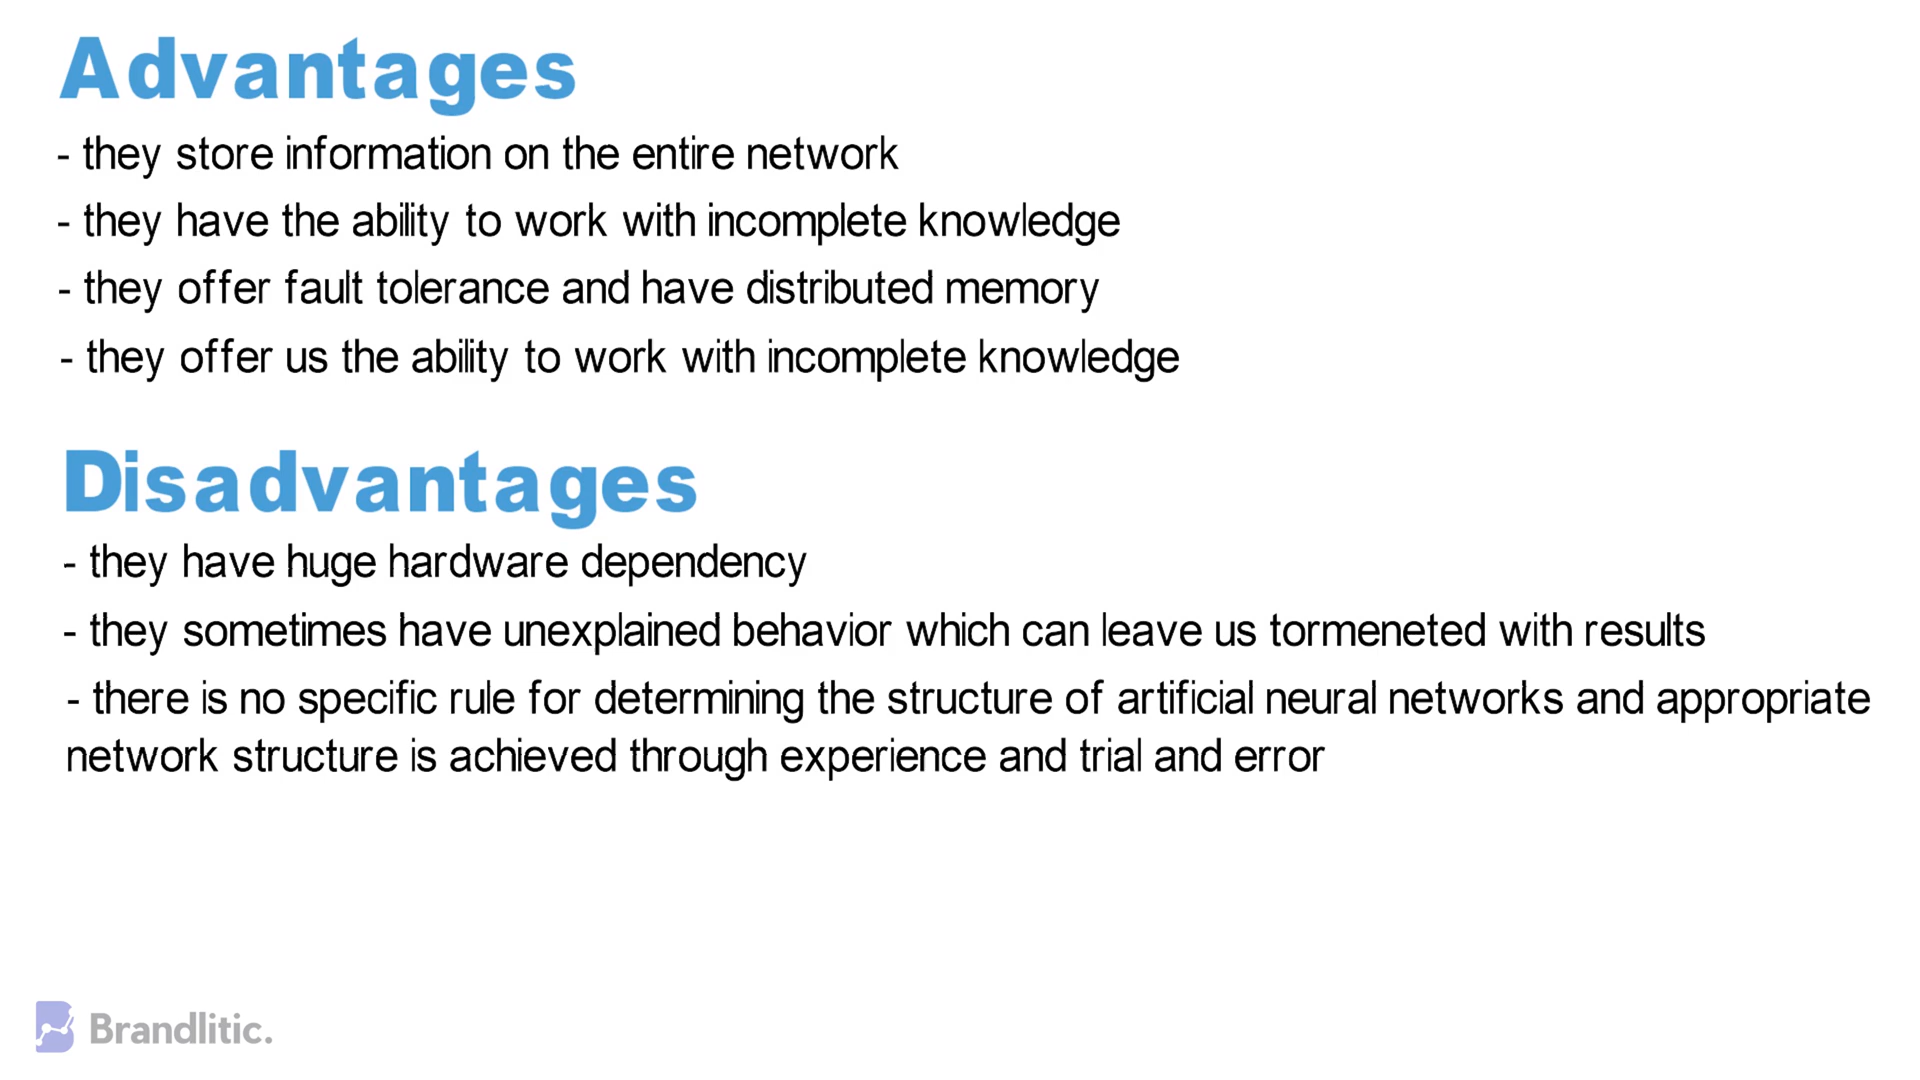 Advantages
- they store information on the entire network
- they have the ability to work with incomplete knowledge
- they offer fault tolerance and have distributed memory
- they offer us the ability to work with incomplete knowledge
Disadvantages
- they have huge hardware dependency
- they sometimes have unexplained behavior which can leave us tormeneted with results
- there is no specific rule for determining the structure of artificial neural networks and appropriate
network structure is achieved through experience and trial and error
Brandlitic.